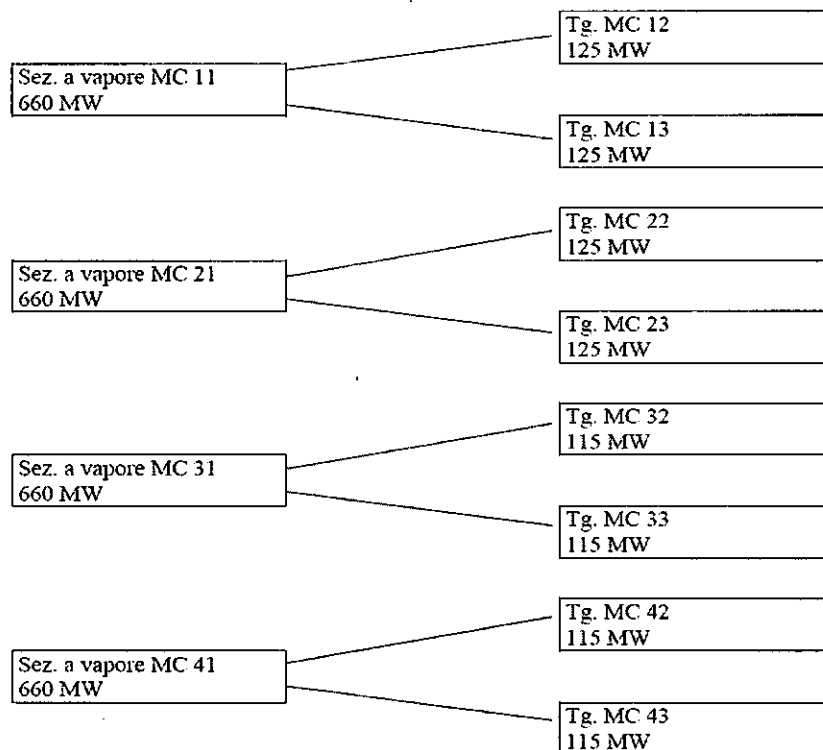 Tg. MC 12
125 MW
Sez. a vapore MC 11
660 MW
Tg. MC 13
125 MW
Tg. MC 22
125 MW
Sez. a vapore MC 21
660 MW
Tg. MC 23
125 MW
Tg. MC 32
115 MW
Sez. a vapore MC 31
660 MW
Tg. MC 33
115 MW
Tg. MC 42
115 MW
Sez. a vapore MC 41
660 MW
Tg. MC 43
115 MW